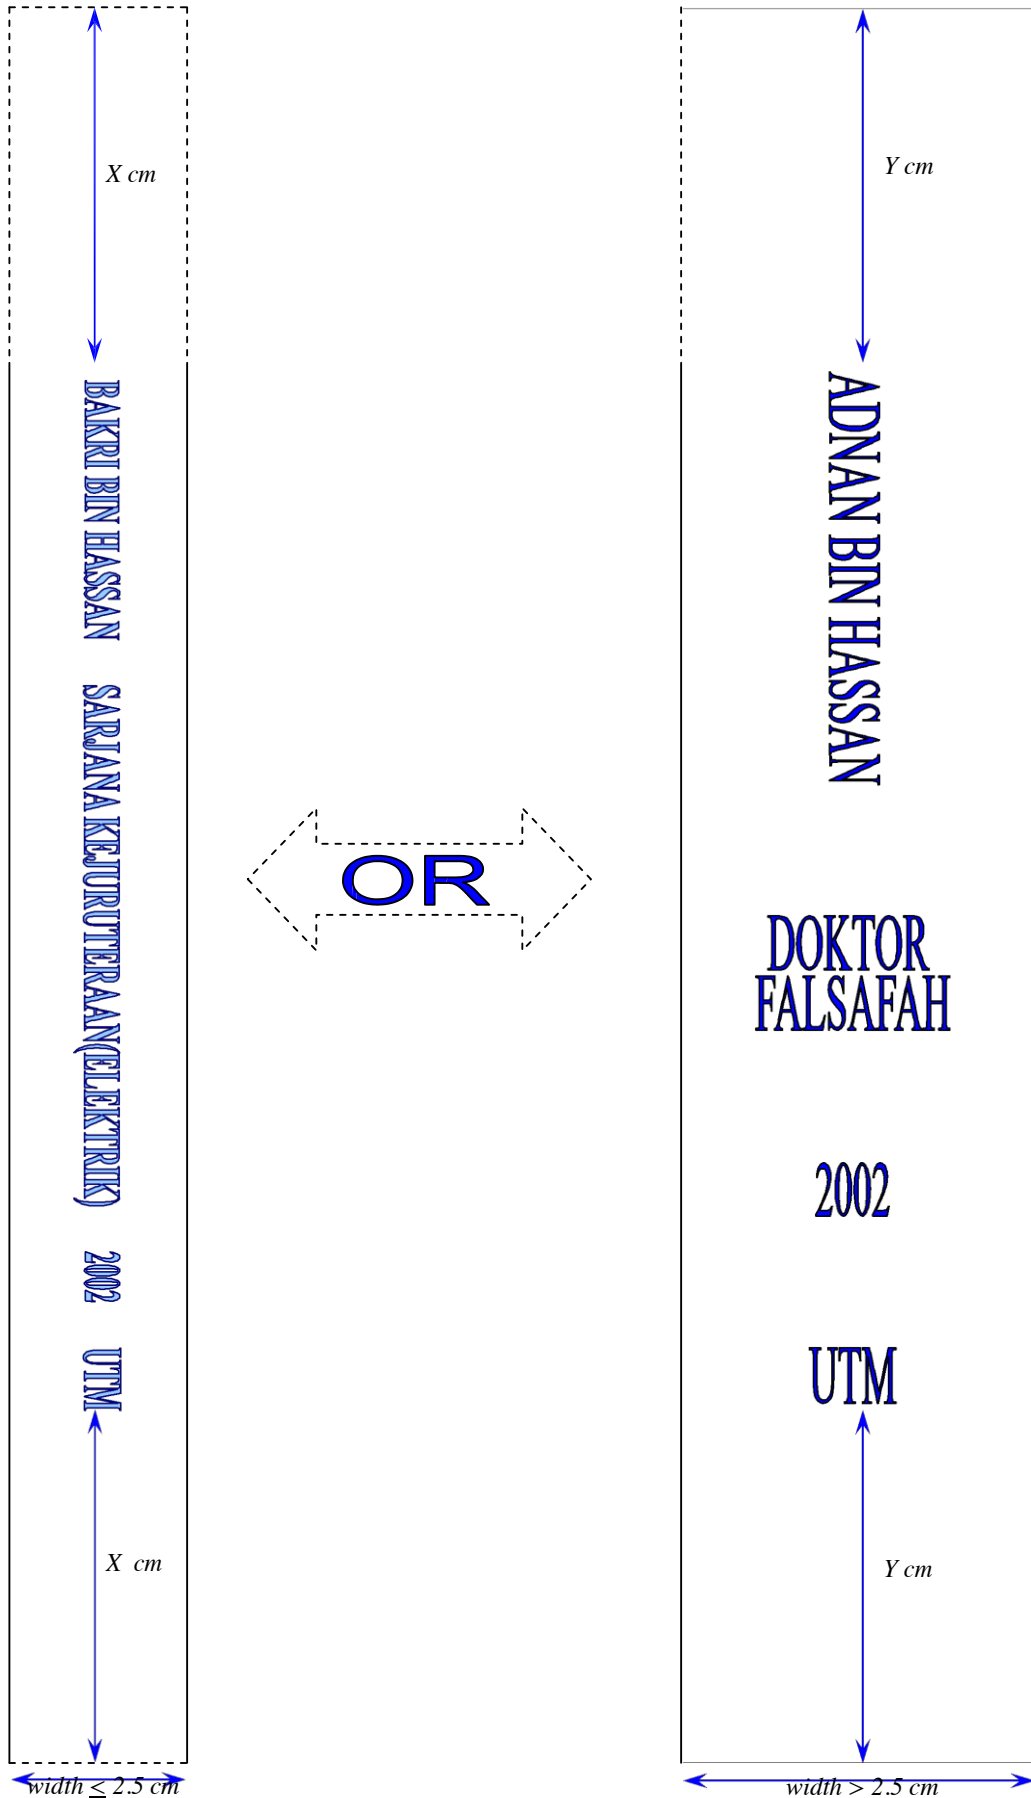 X cm
BAKRI BIN HASSAN SARJANA KEJURUTERAAN(ELEKTRIK) 2002 UTM
X cm
width ≤ 2.5 cm
OR
Y cm
ADNAN BIN HASSAN
DOKTOR
FALSAFAH
2002
UTM
Y cm
width > 2.5 cm